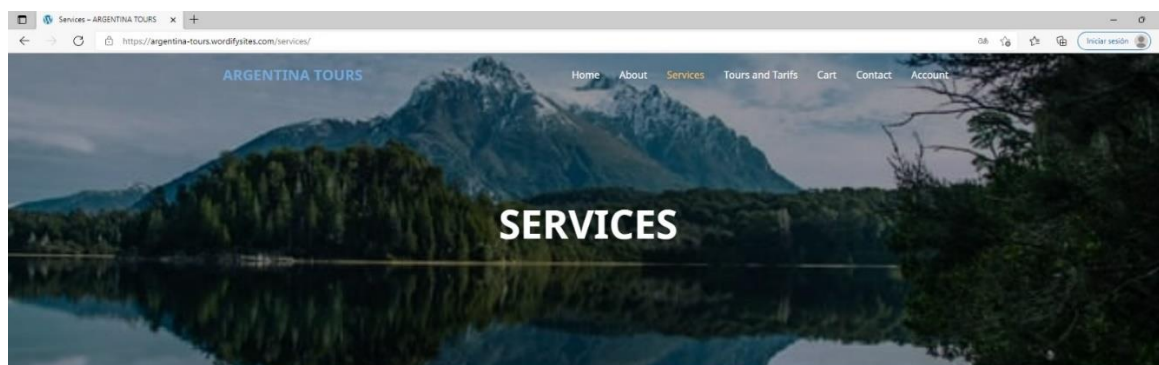 Services – ARGENTINA TOURS
https://argentina-tours.wordifysites.com/services/
Iniciar sesión
ARGENTINA TOURS
Home About Services Tours and Tarifs Cart Contact Account
SERVICES